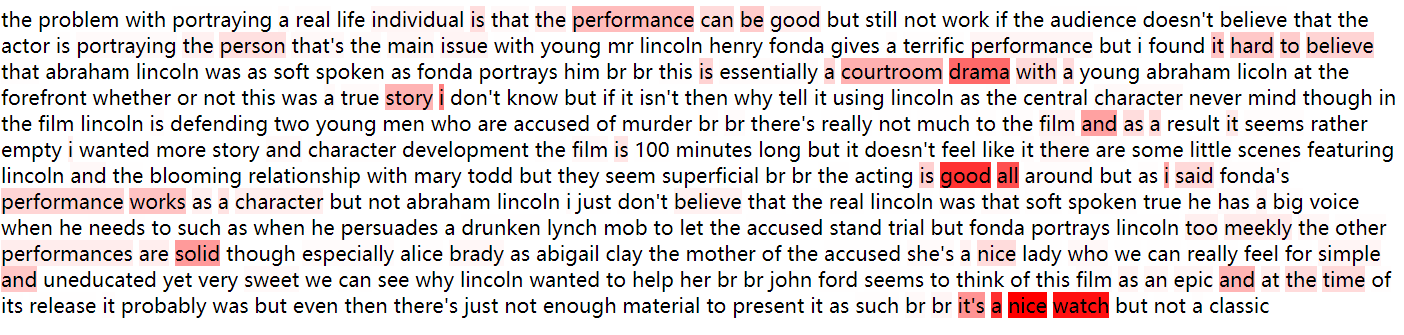 the problem with portraying a real life individual is that the performance can be good but still not work if the audience doesn't believe that the
actor is portraying the person that's the main issue with young mr lincoln henry fonda gives a terrific performance but i found it hard to believe
that abraham lincoln was as soft spoken as fonda portrays him br br this is essentially a courtroom drama with a young abraham licoln at the
forefront whether or not this was a true story i don't know but if it isn't then why tell it using lincoln as the central character never mind though in
the film lincoln is defending two young men who are accused of murder br br there's really not much to the film and as a result it seems rather
empty i wanted more story and character development the film is 100 minutes long but it doesn't feel like it there are some little scenes featuring
lincoln and the blooming relationship with mary todd but they seem superficial br br the acting is good all around but as i said fonda's
performance works as a character but not abraham lincoln i just don't believe that the real lincoln was that soft spoken true he has a big voice
when he needs to such as when he persuades a drunken lynch mob to let the accused stand trial but fonda portrays lincoln too meekly the other
performances are solid though especially alice brady as abigail clay the mother of the accused she's a nice lady who we can really feel for simple
and uneducated yet very sweet we can see why lincoln wanted to help her br br john ford seems to think of this film as an epic and at the time of
its release it probably was but even then there's just not enough material to present it as such br br it's a nice watch but not a classic